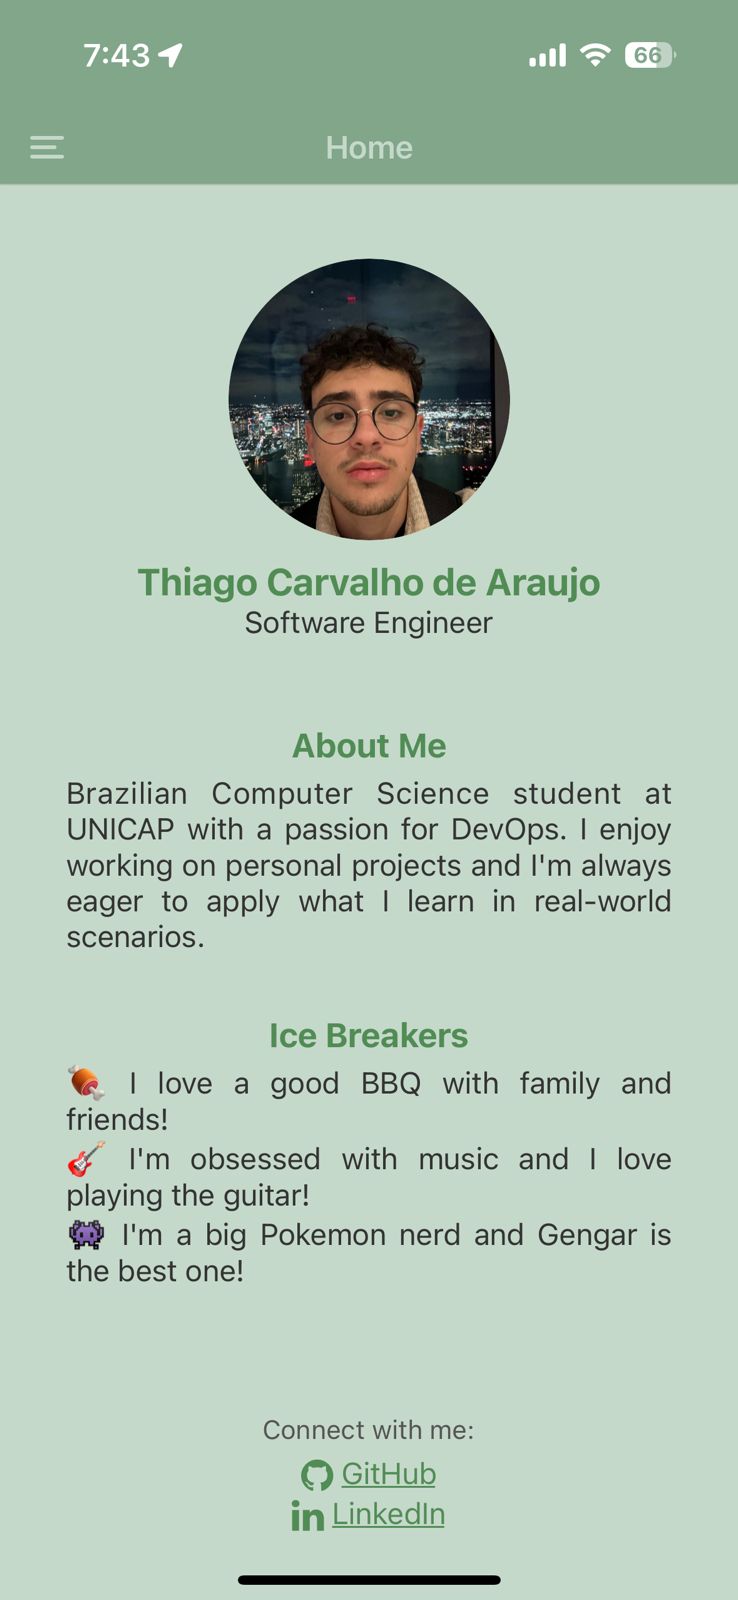 7:43
66
Home
Thiago Carvalho de Araujo
Software Engineer
About Me
Brazilian Computer Science student at
UNICAP with a passion for DevOps. I enjoy
working on personal projects and I'm always
eager to apply what I learn in real-world
scenarios.
Ice Breakers
🍖 I love a good BBQ with family and
friends!
🎸 I'm obsessed with music and I love
playing the guitar!
👾 I'm a big Pokemon nerd and Gengar is
the best one!
Connect with me:
GitHub
in LinkedIn